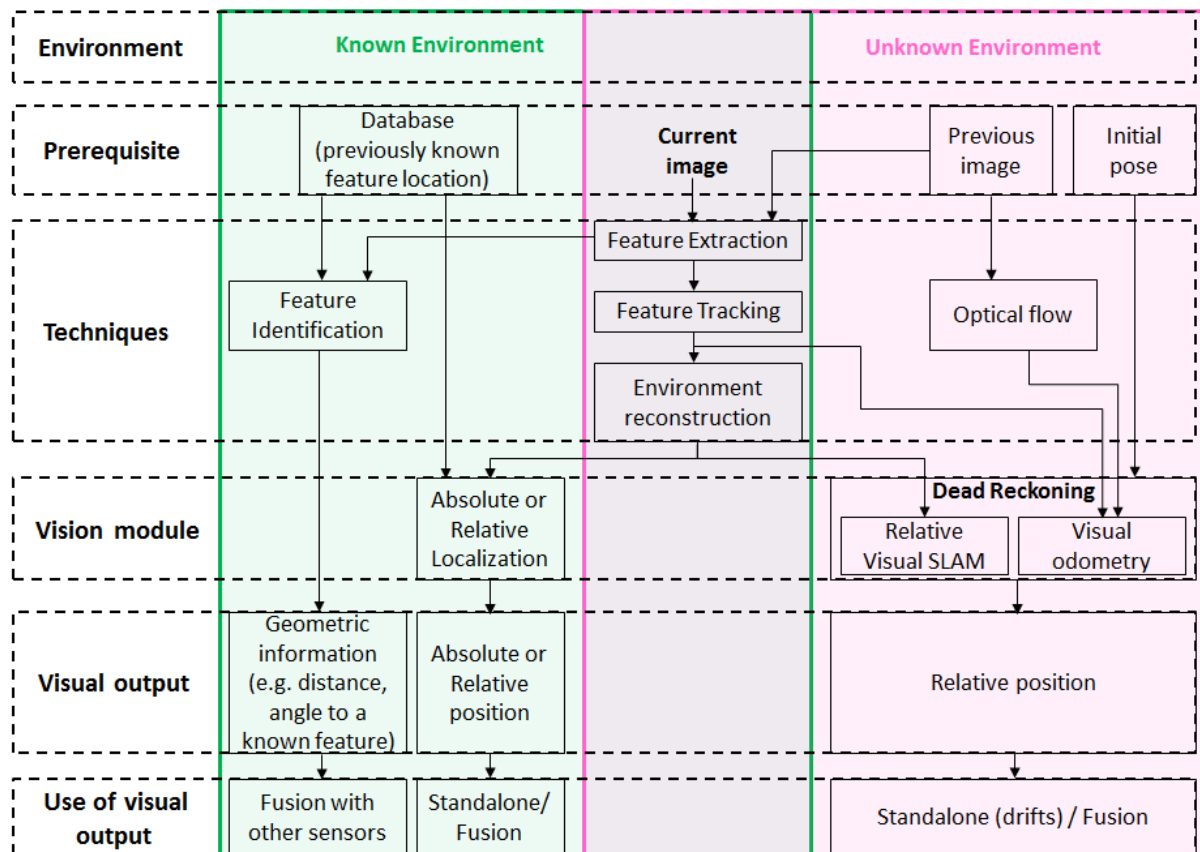 Environment
Known Environment
Unknown Environment
Prerequisite
Database
(previously known
feature location)
Current
image
Previous
image
Initial
pose
Techniques
Feature Extraction
Feature
Identification
Feature Tracking
Optical flow
Environment
reconstruction
Vision module
Absolute or
Relative
Localization
Dead Reckoning
Relative
Visual SLAM
Visual
odometry
Visual output
Geometric
information
(e.g. distance,
angle to a
known feature)
Absolute or
Relative
position
Relative position
Use of visual
output
Fusion with
other sensors
Standalone/
Fusion
Standalone (drifts) / Fusion